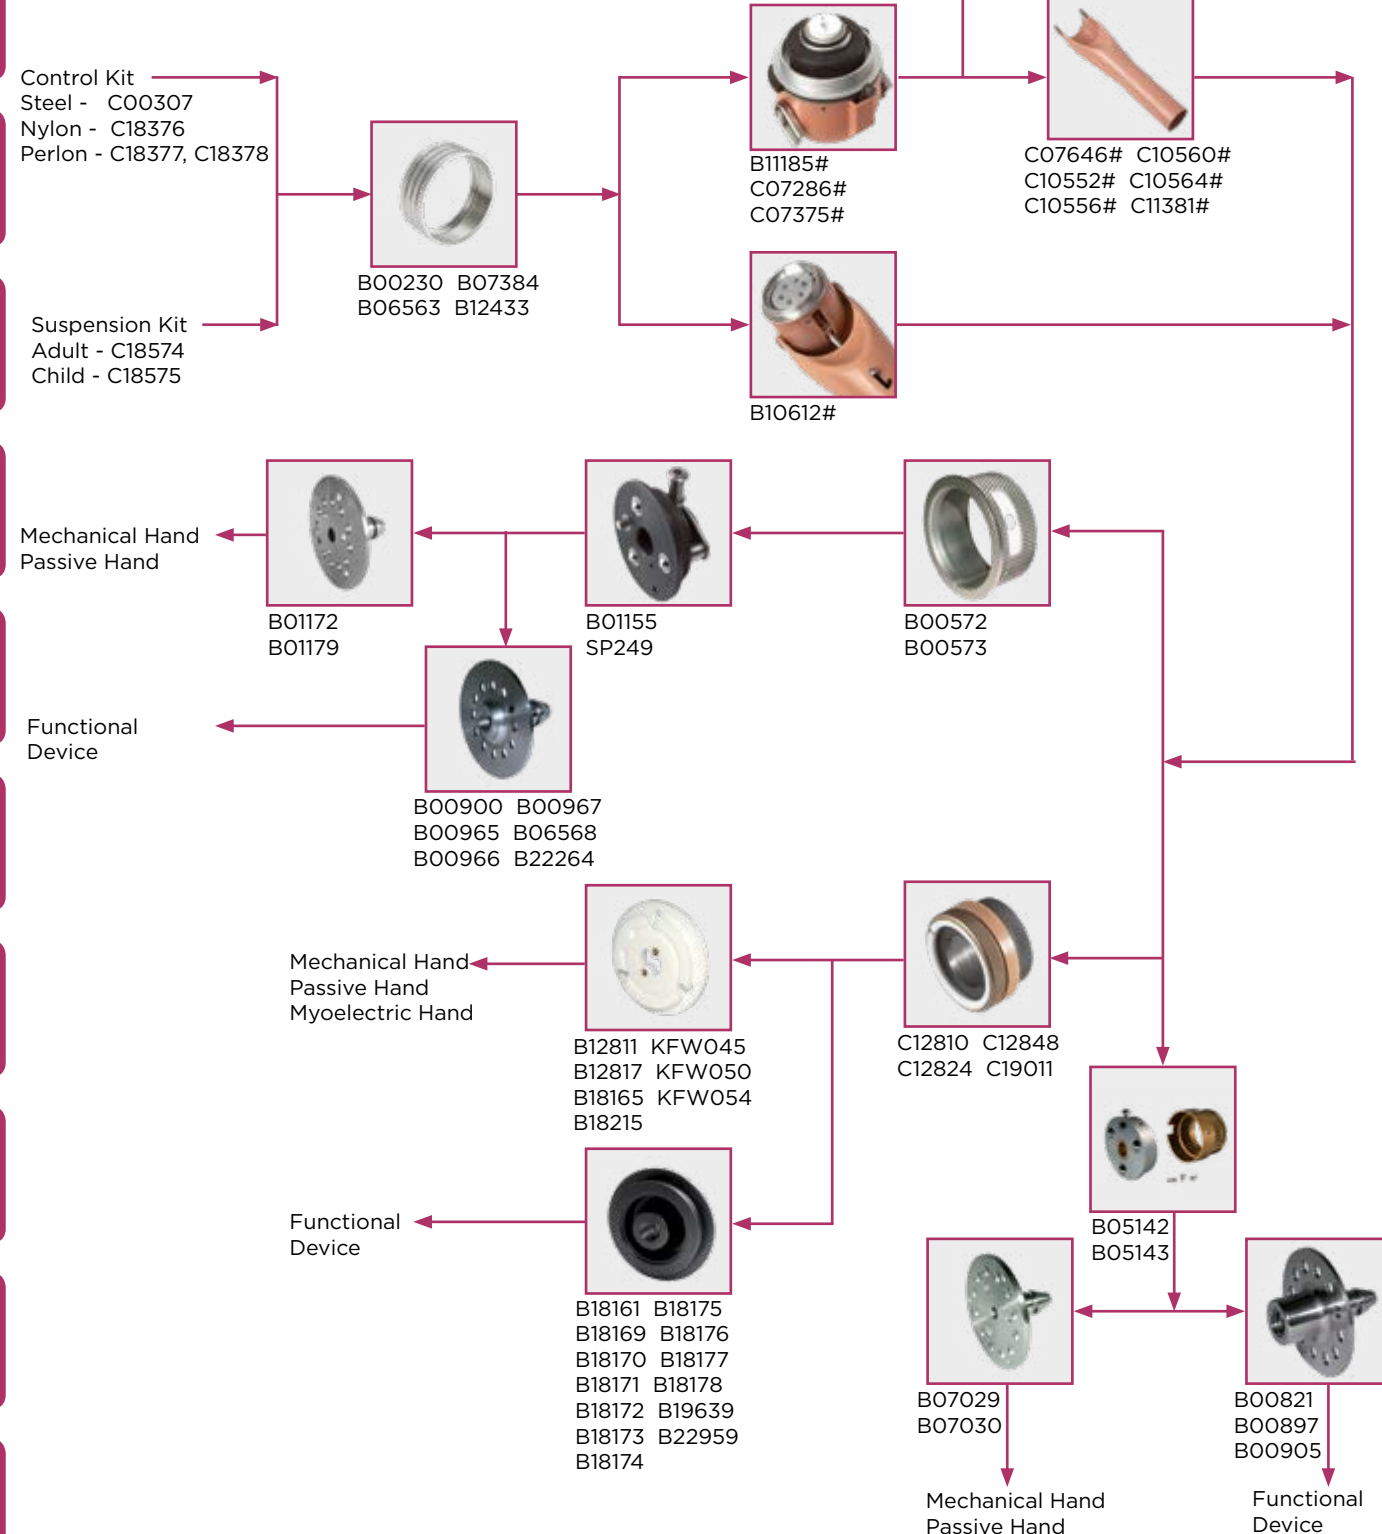 Control Kit
Steel - C00307
Nylon - C18376
Perlon - C18377, C18378
B11185#
C07286#
C07375#
C07646# C10560#
C10552# C10564#
C10556# C11381#
B00230 B07384
B06563 B12433
Suspension Kit
Adult - C18574
Child - C18575
B10612#
Mechanical Hand
Passive Hand
B01172
B01179
B01155
SP249
B00572
B00573
Functional
Device
B00900 B00967
B00965 B06568
B00966 B22264
Mechanical Hand
Passive Hand
Myoelectric Hand
B12811 KFW045
B12817 KFW050
B18165 KFW054
B18215
C12810 C12848
C12824 C19011
B05142
B05143
Functional
Device
B18161 B18175
B18169 B18176
B18170 B18177
B18171 B18178
B18172 B19639
B18173 B22959
B18174
B07029
B07030
B00821
B00897
B00905
Mechanical Hand
Passive Hand
Functional
Device